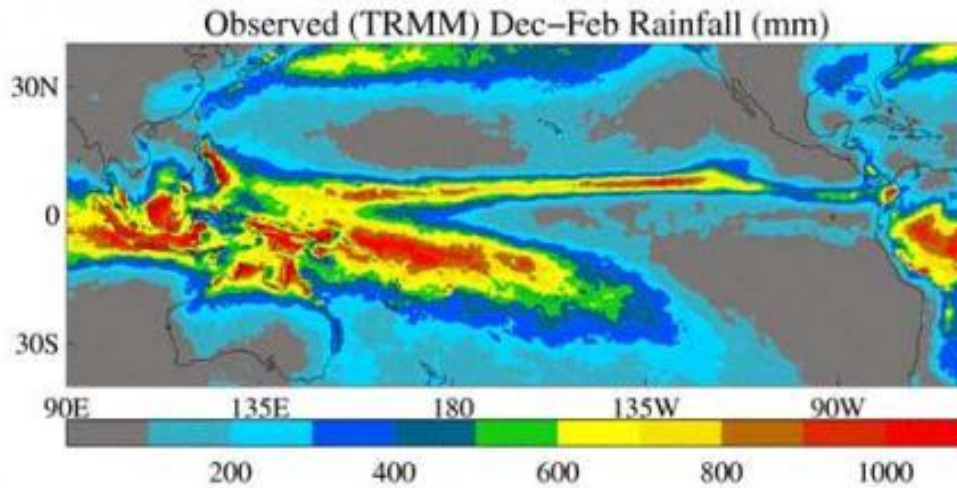 Observed (TRMM) Dec-Feb Rainfall (mm)
30N
0
30S
90E 135E 180 135W 90W
200 400 600 800 1000